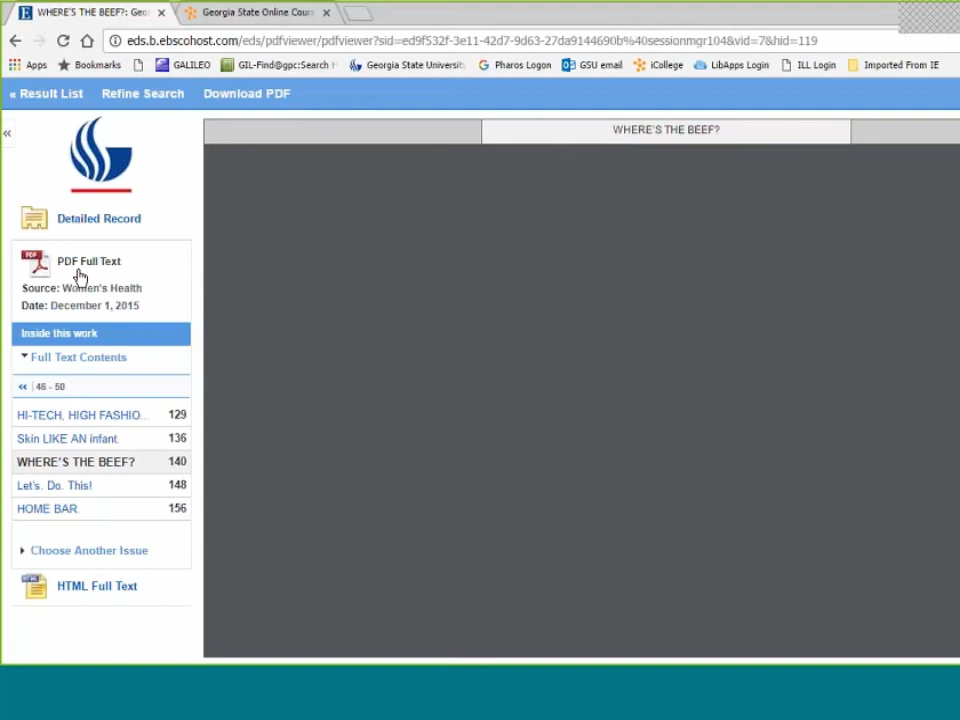 WHERE'S THE BEEF?: Geo
Georgia State Online Cour
eds.b.ebscohost.com/eds/pdfviewer/pdfviewer?sid=ed9f532f-3e11-42d7-9d63-27da9144690b%40sessionmgr104&vid=7&hid=119
Apps Bookmarks GALILEO GIL-Find@gpc:Search Georgia State Universit Pharos Logon GSU email iCollege LibApps Login ILL Login Imported From IE
« Result List Refine Search Download PDF
«
WHERE'S THE BEEF?
Detailed Record
PDF
PDF Full Text
Source: Women's Health
Date: December 1, 2015
Inside this work
Full Text Contents
« | 46 - 50
HI-TECH, HIGH FASHIO... 129
Skin LIKE AN infant. 136
WHERE'S THE BEEF? 140
Let's. Do. This! 148
HOME BAR. 156
Choose Another Issue
HTML
HTML Full Text